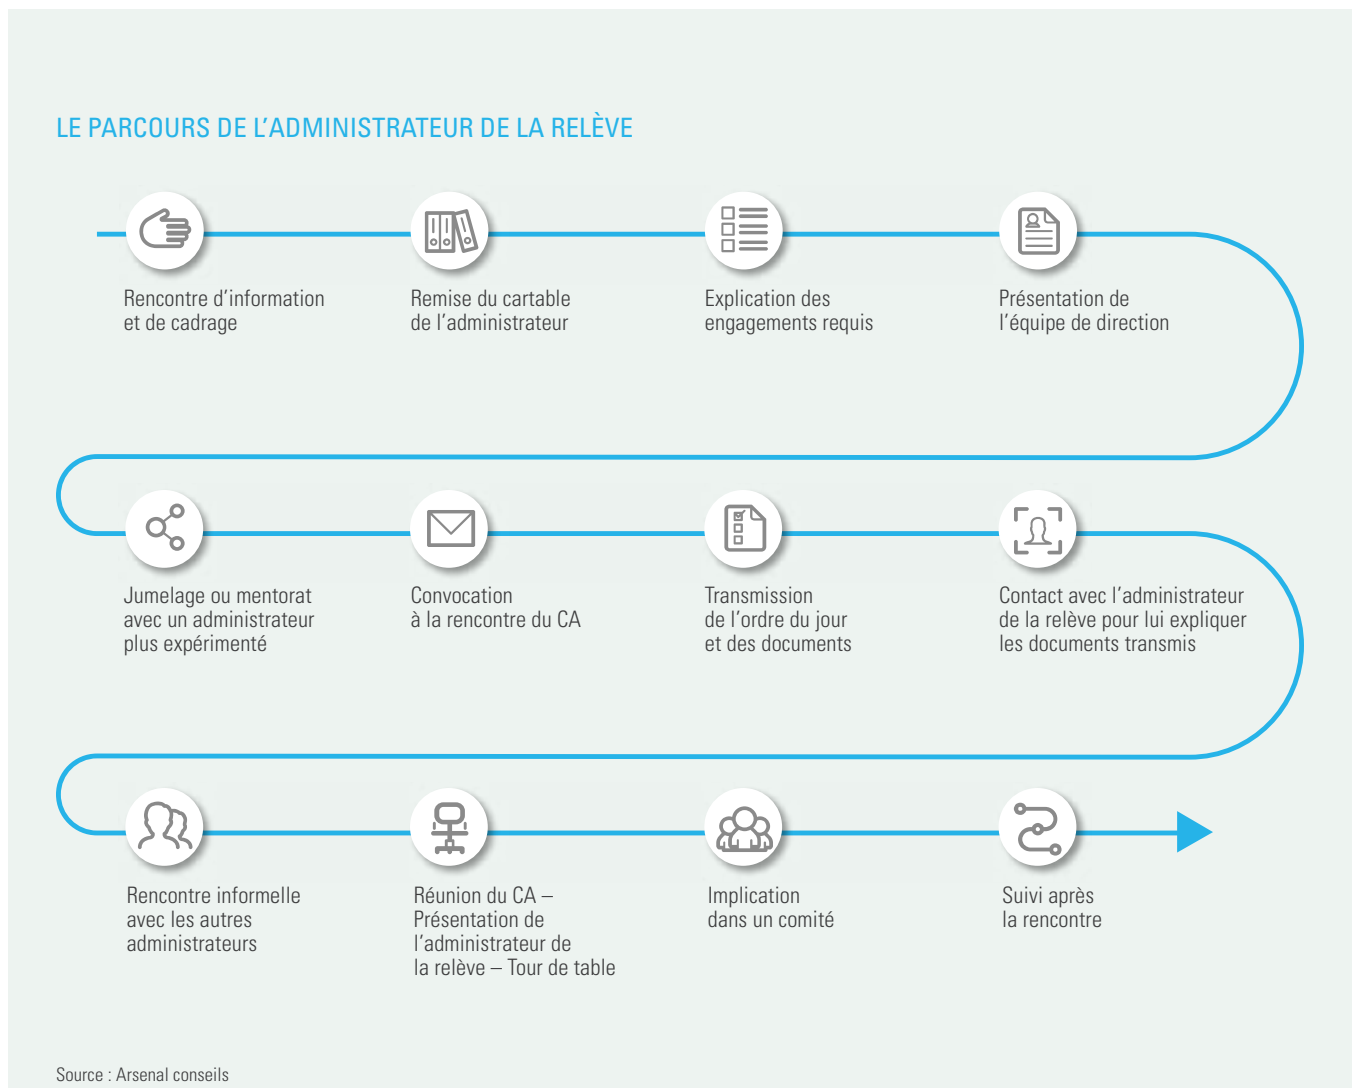 LE PARCOURS DE L’ADMINISTRATEUR DE LA RELÈVE
Rencontre d’information
et de cadrage
Remise du cartable
de l’administrateur
Explication des
engagements requis
Présentation de
l’équipe de direction
Jumelage ou mentorat
avec un administrateur
plus expérimenté
Convocation
à la rencontre du CA
Transmission
de l’ordre du jour
et des documents
Contact avec l’administrateur
de la relève pour lui expliquer
les documents transmis
Rencontre informelle
avec les autres
administrateurs
Réunion du CA –
Présentation de
l’administrateur de
la relève – Tour de table
Implication
dans un comité
Suivi après
la rencontre
Source : Arsenal conseils